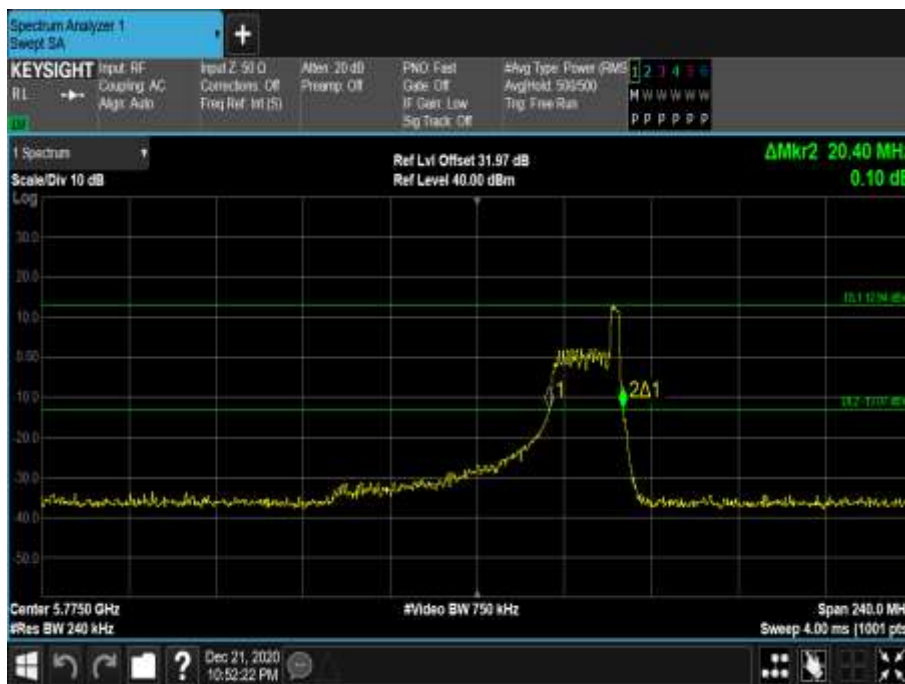 Spectrum Analyzer 1
Swept SA
+
KEYSIGHT
RL
Input: RF
Coupling: AC
Align: Auto
Input Z: 50 Ω
Corrections: Off
Freq Ref: Int (S)
Atten: 20 dB
Preamp: Off
PNO: Fast
Gate: Off
IF Gain: Low
Sig Track: Off
#Avg Type: Power (RMS
Avg|Hold: 500/500
Trig: Free Run
1 2 3 4 5 6
M W W W W W
P P P P P P
1 Spectrum
Scale/Div 10 dB
Log
Ref Lvl Offset 31.97 dB
Ref Level 40.00 dBm
ΔMkr2 20.40 MHz
0.10 dB
30.0
20.0
10.0
0.00
-10.0
-20.0
-30.0
-40.0
-50.0
1
2Δ1
Center 5.7750 GHz
#Res BW 240 kHz
#Video BW 750 kHz
Span 240.0 MH
Sweep 4.00 ms (1001 pts
?
Dec 21, 2020
10:52:22 PM